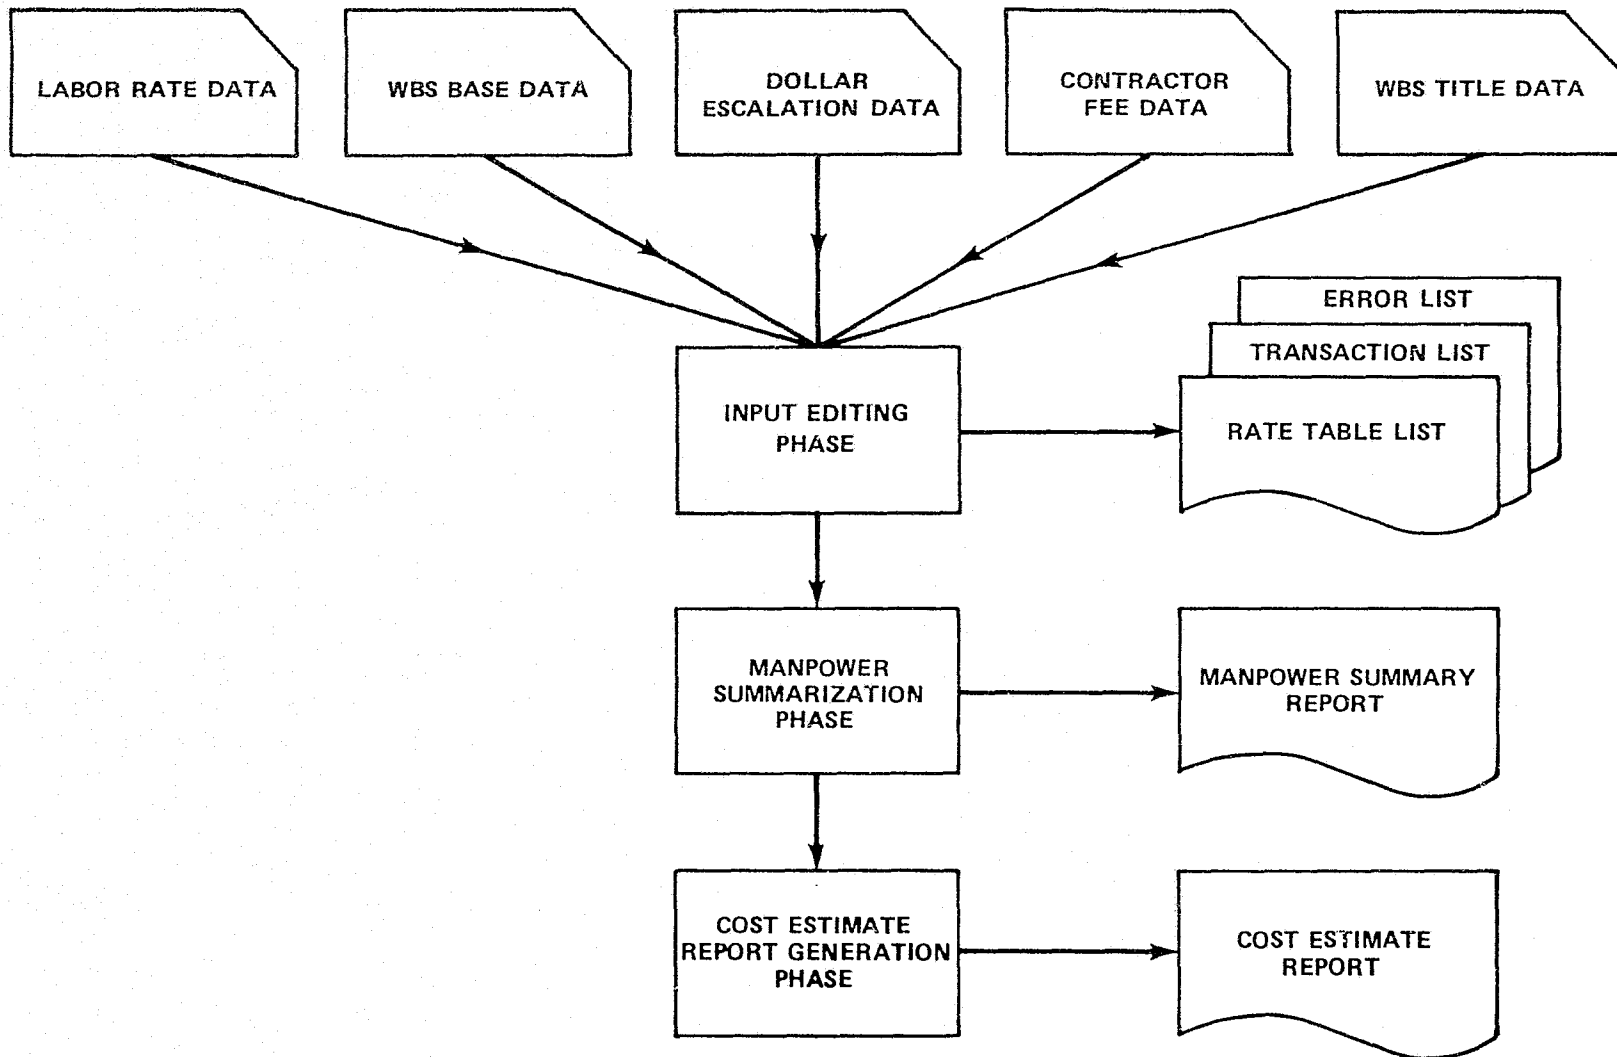 LABOR RATE DATA
WBS BASE DATA
DOLLAR
ESCALATION DATA
CONTRACTOR
FEE DATA
WBS TITLE DATA
ERROR LIST
TRANSACTION LIST
RATE TABLE LIST
INPUT EDITING
PHASE
MANPOWER
SUMMARIZATION
PHASE
MANPOWER SUMMARY
REPORT
COST ESTIMATE
REPORT GENERATION
PHASE
COST ESTIMATE
REPORT